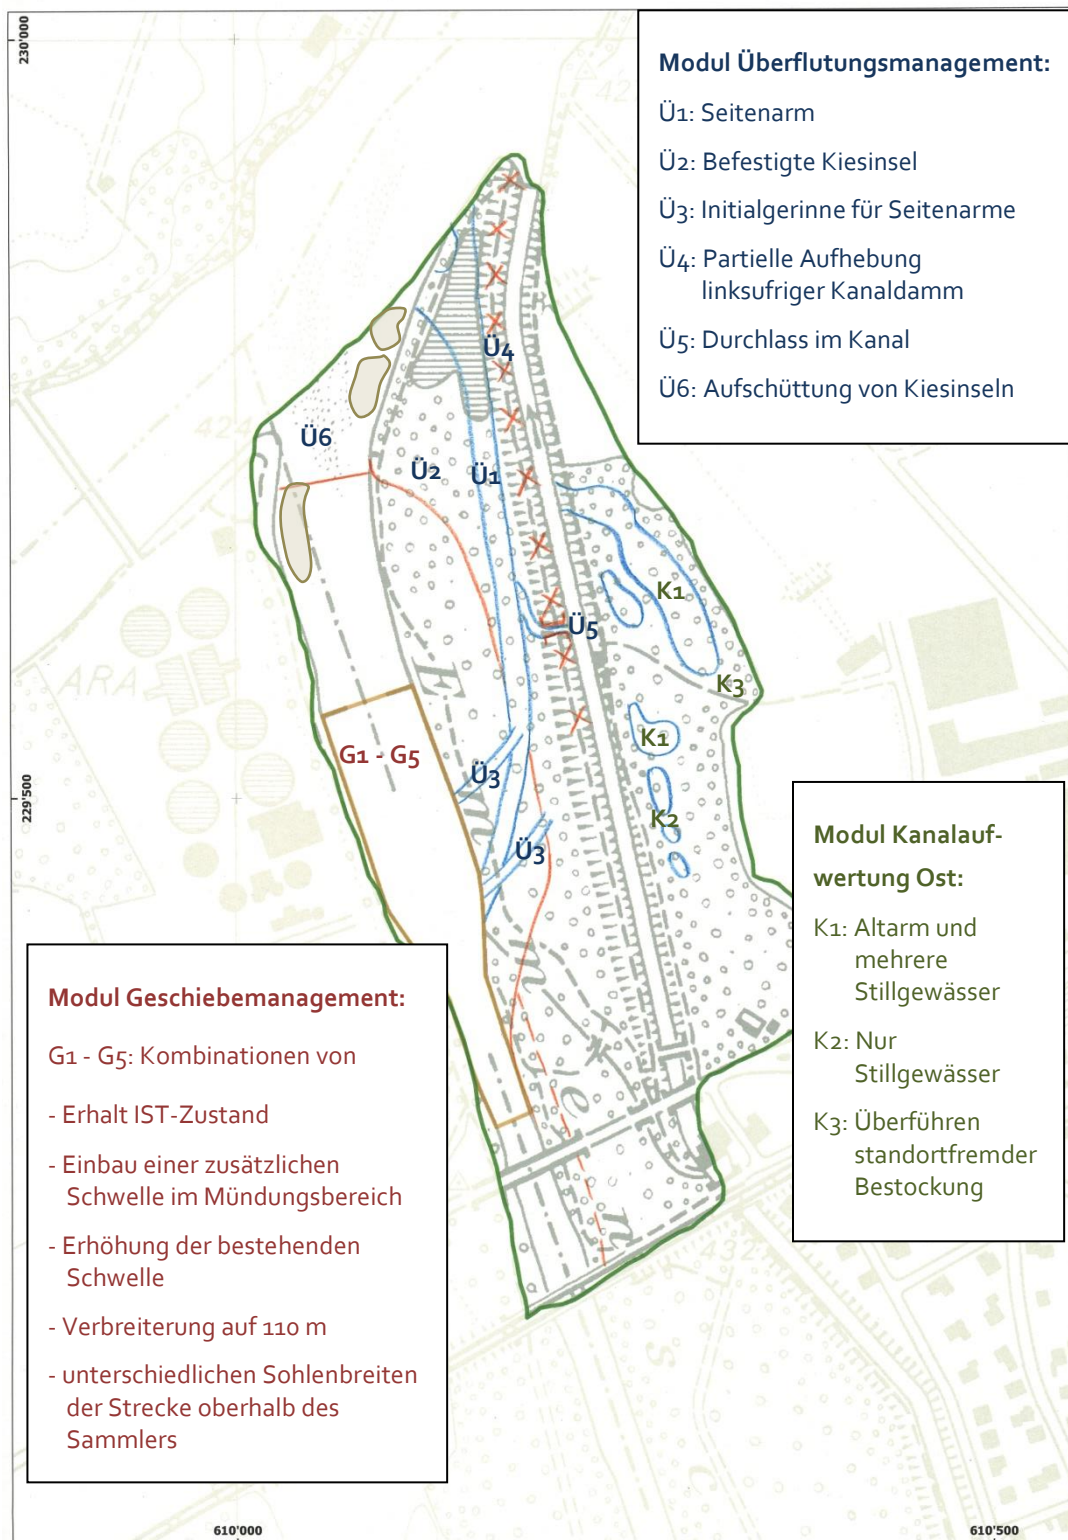 230'000
Modul Überflutungsmanagement:
Ü1: Seitenarm
Ü2: Befestigte Kiesinsel
Ü3: Initialgerinne für Seitenarme
Ü4: Partielle Aufhebung
linksufriger Kanaldamm
Ü5: Durchlass im Kanal
Ü6: Aufschüttung von Kiesinseln
Ü4
424
Ü6
Ü2
Ü1
K1
Ü5
ARA
K3
G1 - G5
K1
Ü3
229'500
K2
Ü3
Emmen
Modul Kanalauf-
wertung Ost:
K1: Altarm und
mehrere
Stillgewässer
K2: Nur
Stillgewässer
K3: Überführen
standortfremder
Bestockung
Modul Geschiebemanagement:
G1 - G5: Kombinationen von
- Erhalt IST-Zustand
- Einbau einer zusätzlichen
Schwelle im Mündungsbereich
- Erhöhung der bestehenden
Schwelle
- Verbreiterung auf 110 m
- unterschiedlichen Sohlenbreiten
der Strecke oberhalb des
Sammlers
432
610'000
610'500